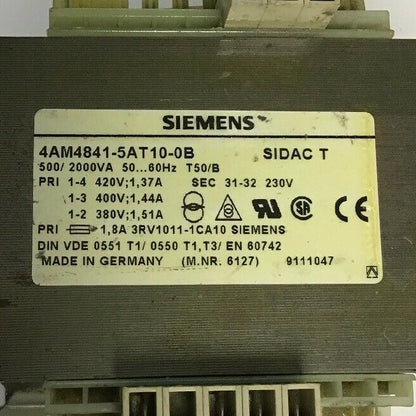 SIEMENS
4AM4841-5AT10-0B SIDAC T
500/ 2000VA 50...60Hz T50/B
PRI 1-4 420V;1,37A SEC 31-32 230V
1-3 400V;1,44A
1-2 380V;1,51A
PRI 1,8A 3RV1011-1CA10 SIEMENS
DIN VDE 0551 T1/ 0550 T1,T3/ EN 60742
MADE IN GERMANY (M.NR. 6127) 9111047